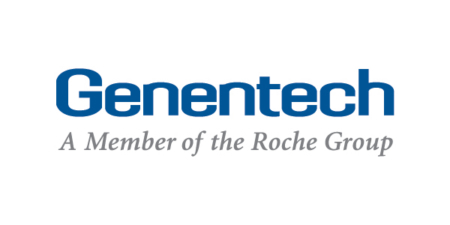 Genentech
A Member of the Roche Group